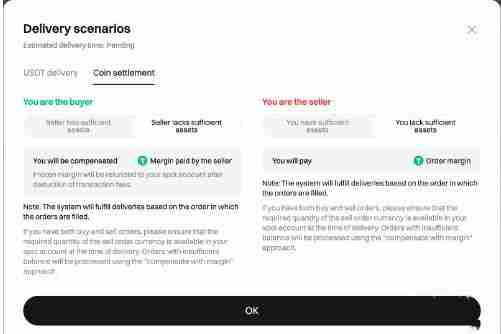 Delivery scenarios
Estimated delivery time: Pending
USDT delivery
Coin settlement
You are the buyer
Seller has sufficient
assets
Seller lacks sufficient
assets
You will be compensated
Margin paid by the seller
Frozen margin will be refunded to your spot account after
deduction of transaction fees.
Note: The system will fulfill deliveries based on the order in which
the orders are filled.
If you have both buy and sell orders, please ensure that the
required quantity of the sell order currency is available in your
spot account at the time of delivery. Orders with insufficient
balance will be processed using the "compensate with margin"
approach.
You are the seller
You have sufficient
assets
You lack sufficient
assets
You will pay
Order margin
Note: The system will fulfill deliveries based on the order in which
the orders are filled.
If you have both buy and sell orders, please ensure that the
required quantity of the sell order currency is available in your
spot account at the time of delivery. Orders with insufficient
balance will be processed using the "compensate with margin"
approach.
OK